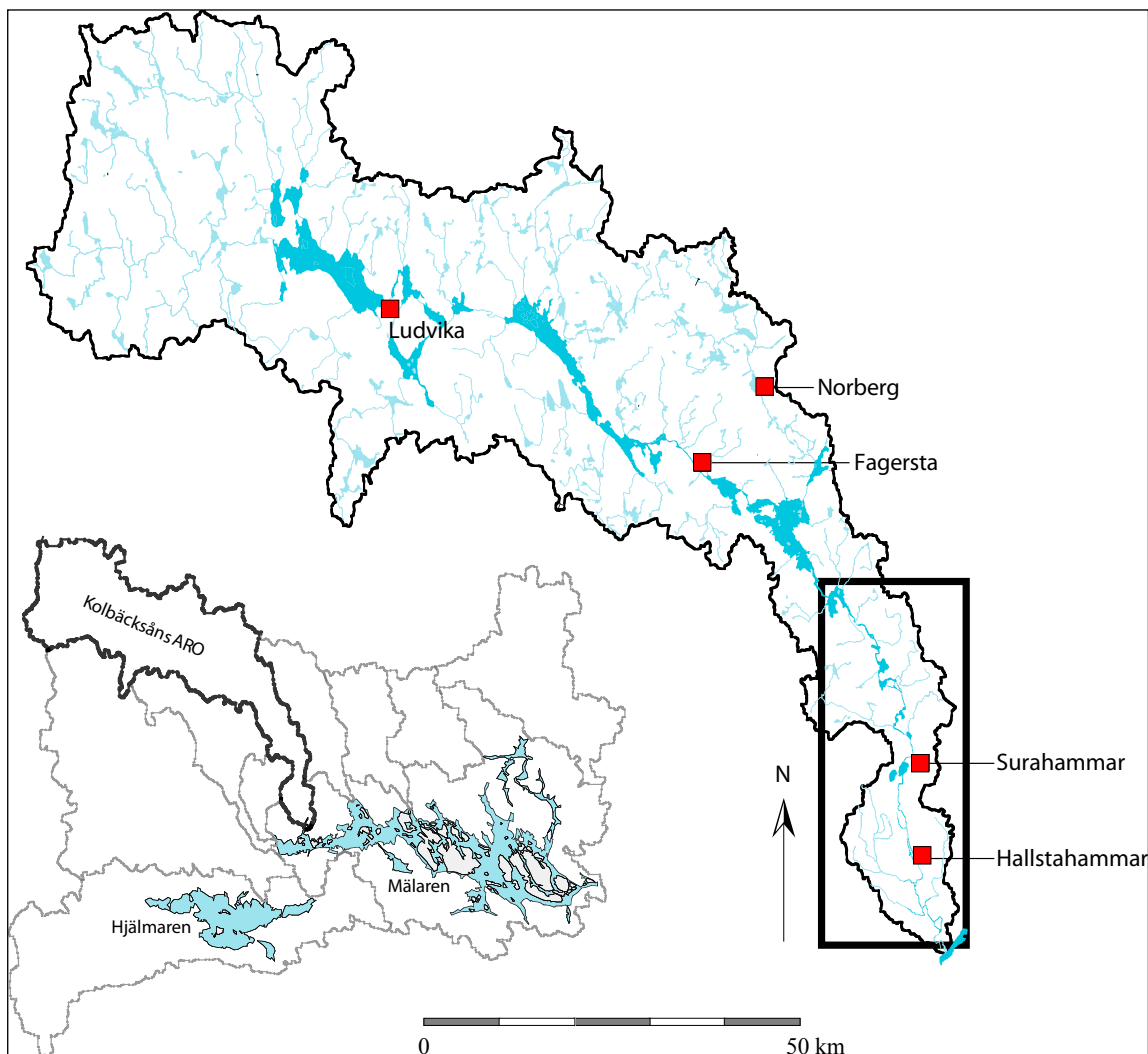 Ludvika
Norberg
Fagersta
Kolbäcksåns ARO
N
Surahammar
Hallstahammar
Mälaren
Hjälmaren
0
50 km